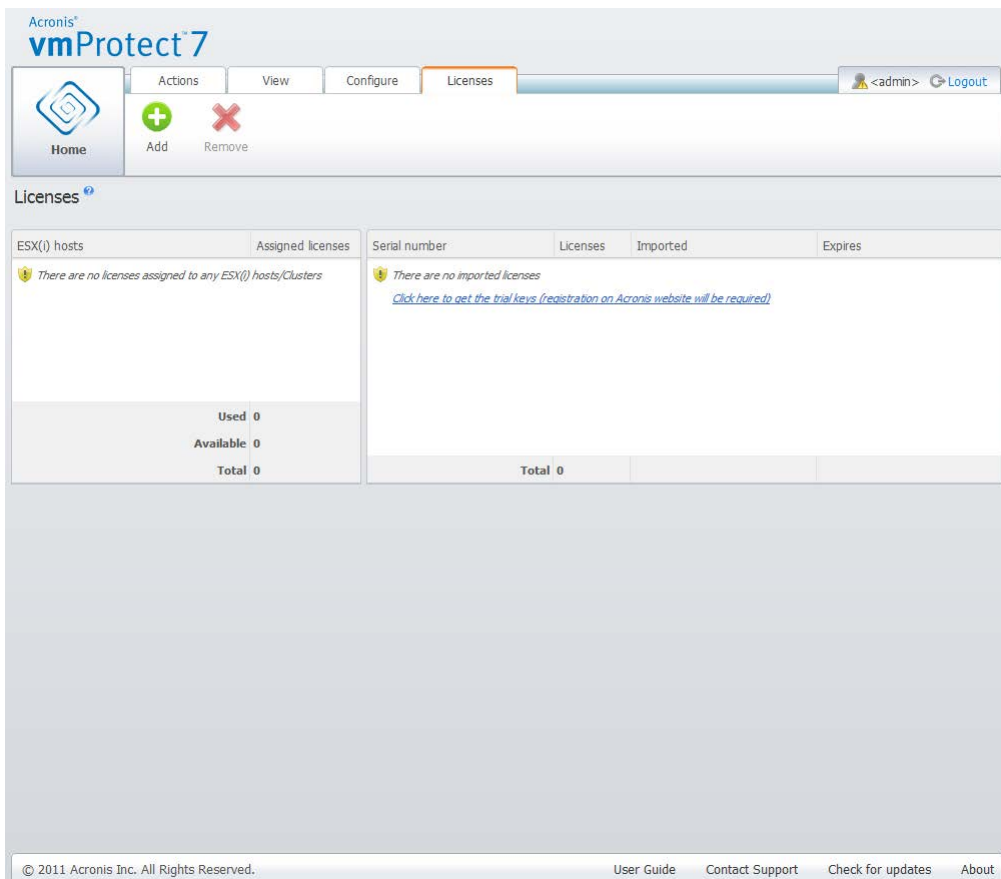 Acronis®
vmProtect™7
Actions View Configure Licenses <admin> Logout
Home Add Remove
Licenses ?
ESX(i) hosts Assigned licenses Serial number Licenses Imported Expires
There are no licenses assigned to any ESX(i) hosts/Clusters There are no imported licenses
Click here to get the trial keys (registration on Acronis website will be required)
Used 0
Available 0
Total 0 Total 0
© 2011 Acronis Inc. All Rights Reserved. User Guide Contact Support Check for updates About